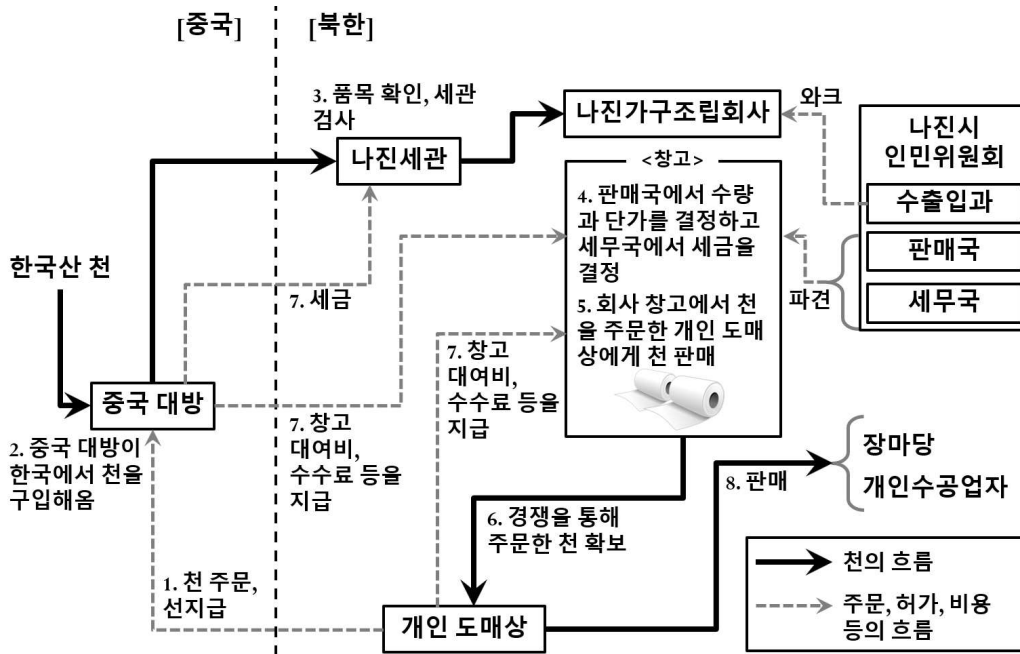 [중국]
[북한]
3. 품목 확인, 세관
검사
나진세관
나진가구조립회사
와크
나진시
인민위원회
수출입과
판매국
세무국
파견
<창고>
4. 판매국에서 수량
과 단가를 결정하고
세무국에서 세금을
결정
5. 회사 창고에서 천
을 주문한 개인 도매
상에게 천 판매
한국산 천
7. 세금
중국 대방
2. 중국 대방이
한국에서 천을
구입해옴
7. 창고
대여비,
수수료 등을
지급
7. 창고
대여비,
수수료 등을
지급
6. 경쟁을 통해
주문한 천 확보
8. 판매
장마당
개인수공업자
1. 천 주문,
선지급
개인 도매상
천의 흐름
주문, 허가, 비용
등의 흐름